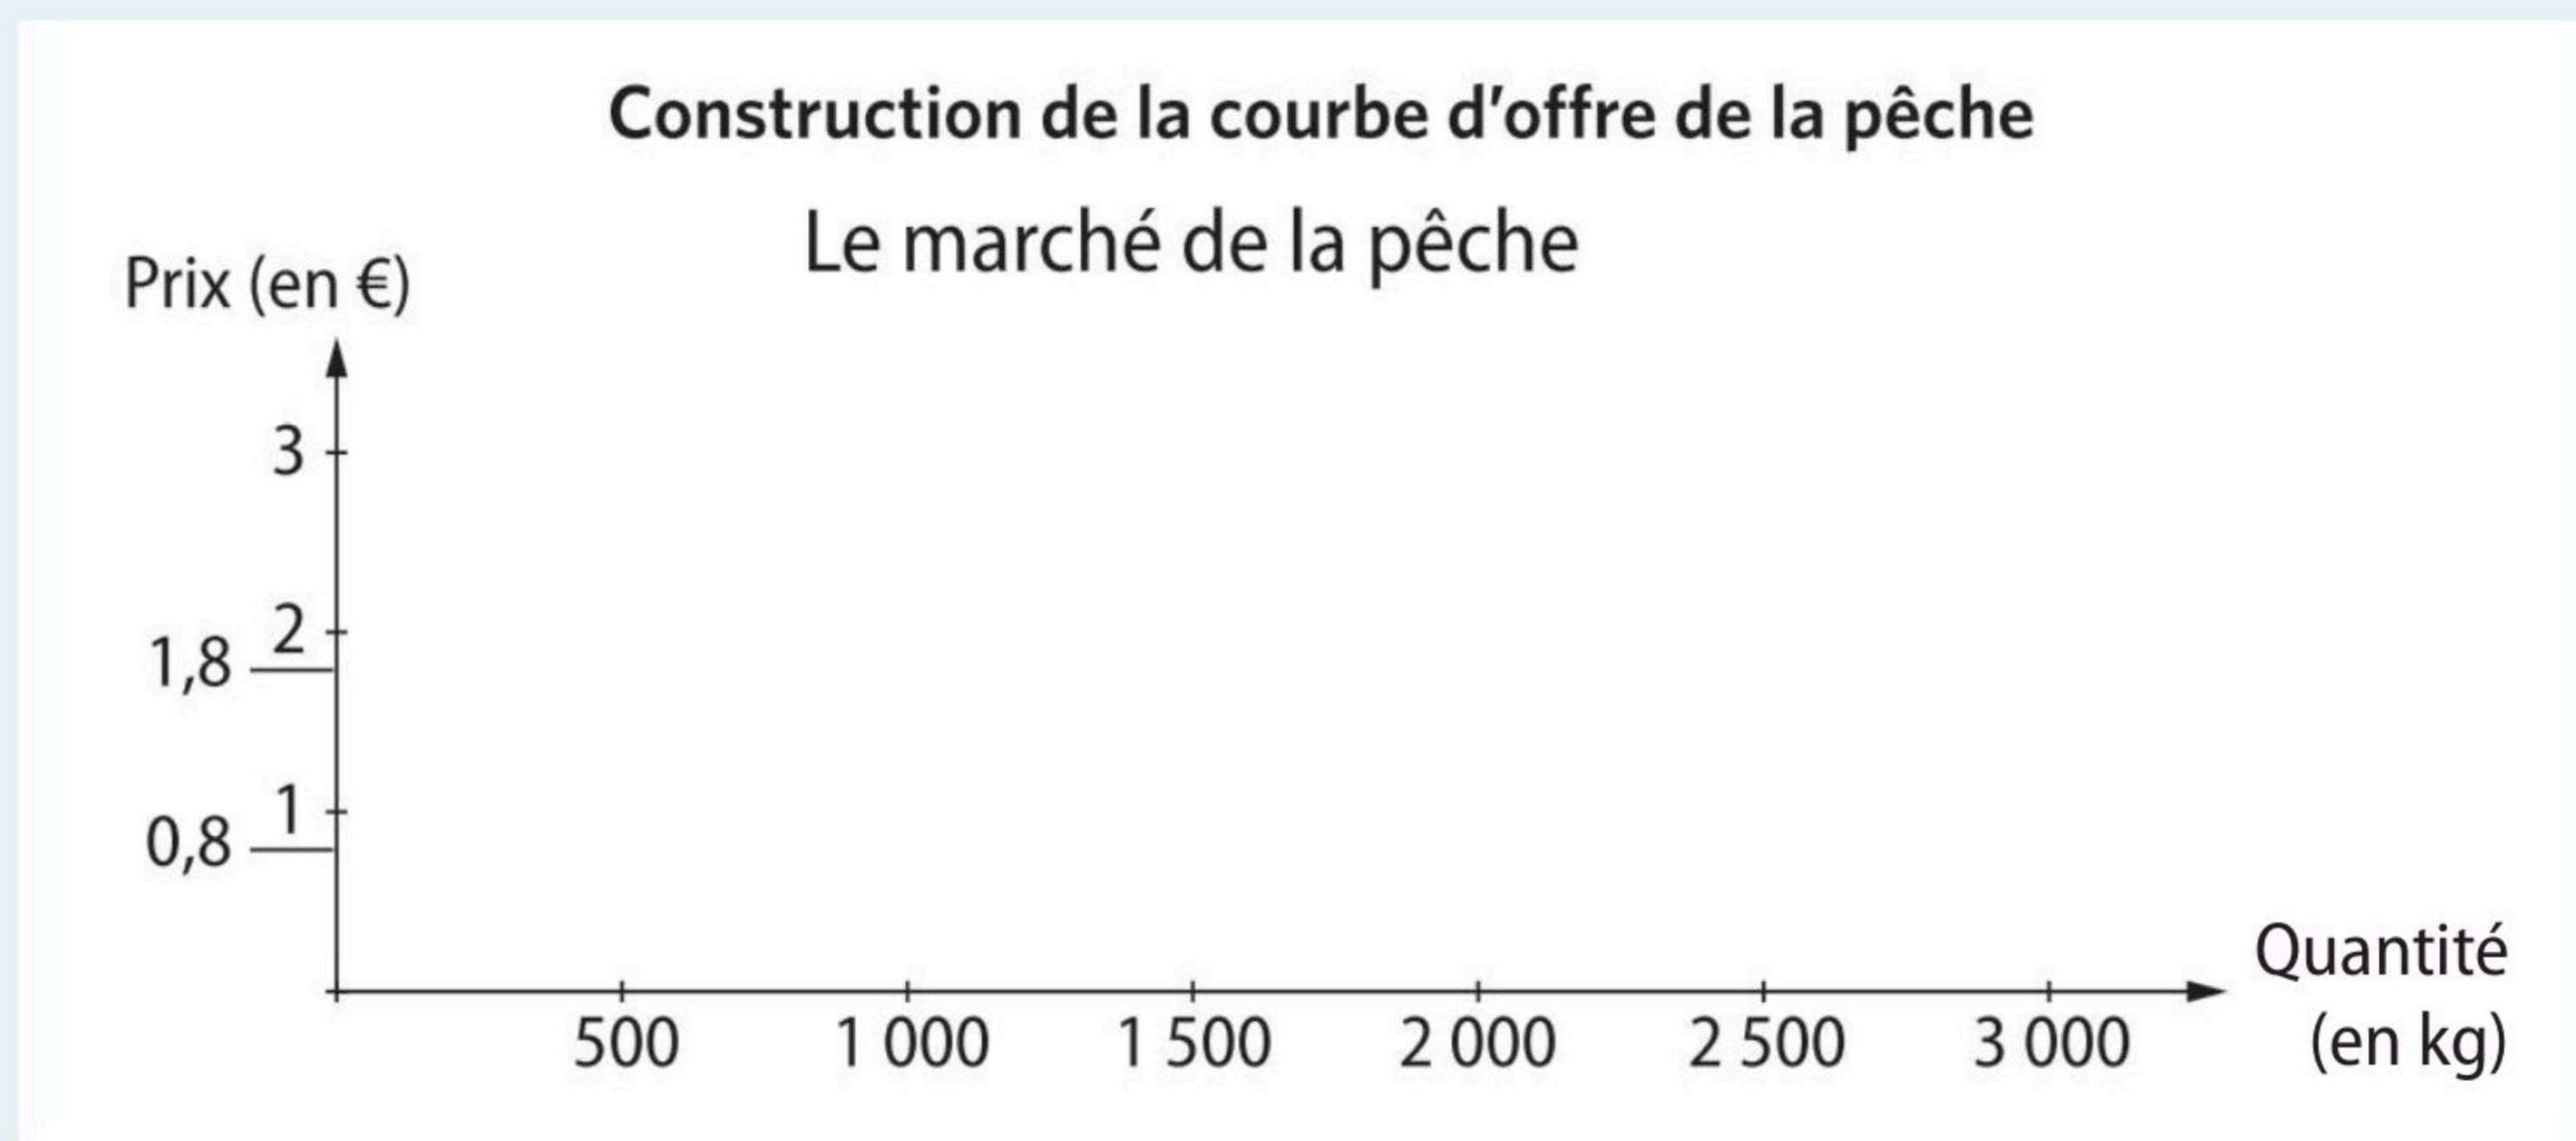 Construction de la courbe d'offre de la pêche
Le marché de la pêche
Prix (en €)
3
2
1,8
1
0,8
500 1 000 1 500 2 000 2 500 3 000
Quantité
(en kg)